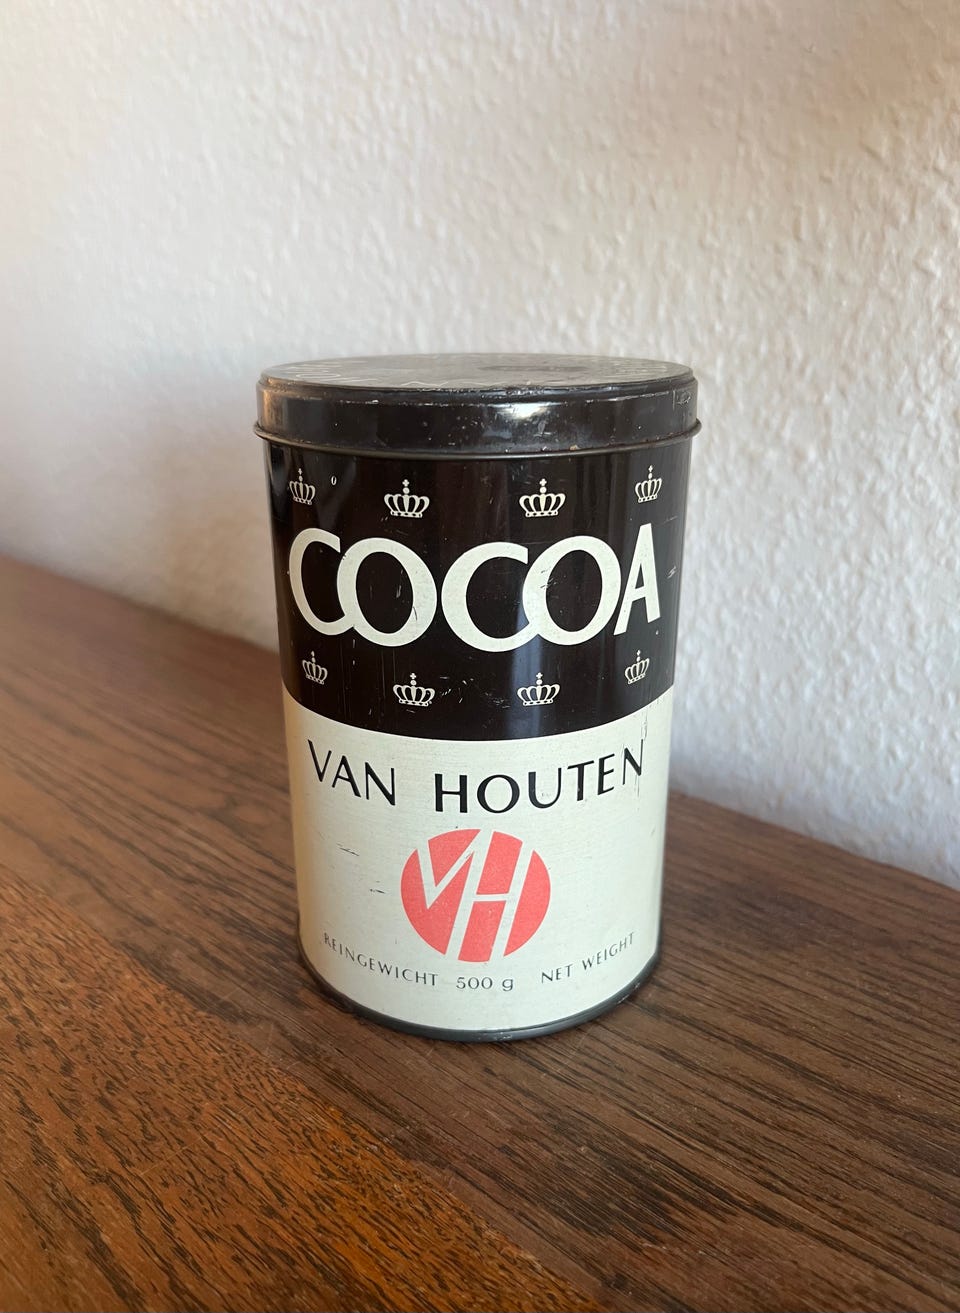 COCOA
VAN HOUTEN
VH
REINGEWICHT 500 g NET WEIGHT